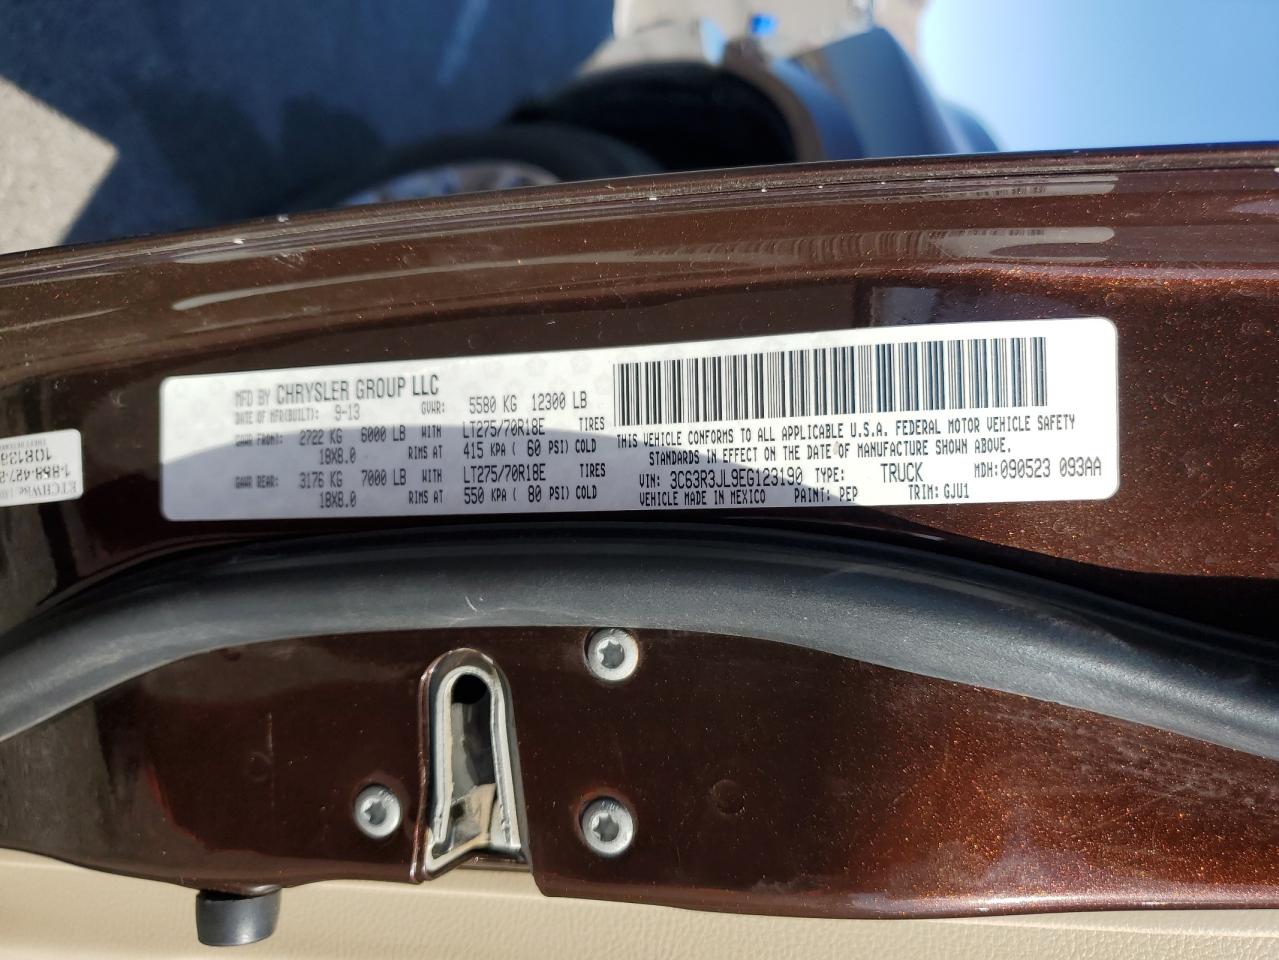 MFD BY CHRYSLER GROUP LLC
DATE OF MFR(BUILT): 9-13 GVWR: 5580 KG 12300 LB
GAWR FRONT: 2722 KG 6000 LB WITH LT275/70R18E TIRES
18X8.0 RIMS AT 415 KPA ( 60 PSI) COLD
GAWR REAR: 3176 KG 7000 LB WITH LT275/70R18E TIRES
18X8.0 RIMS AT 550 KPA ( 80 PSI) COLD
THIS VEHICLE CONFORMS TO ALL APPLICABLE U.S.A. FEDERAL MOTOR VEHICLE SAFETY
STANDARDS IN EFFECT ON THE DATE OF MANUFACTURE SHOWN ABOVE.
VIN: 3C63R3JL9EG123190 TYPE: TRUCK MDH: 090523 093AA
VEHICLE MADE IN MEXICO PAINT: PEP TRIM: GJU1